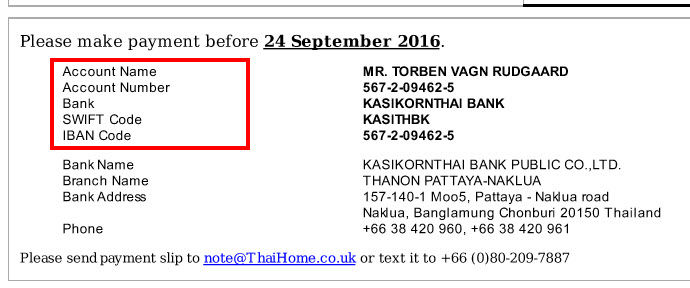 Please make payment before 24 September 2016.
Account Name MR. TORBEN VAGN RUDGAARD
Account Number 567-2-09462-5
Bank KASIKORNTHAI BANK
SWIFT Code KASITHBK
IBAN Code 567-2-09462-5
Bank Name KASIKORNTHAI BANK PUBLIC CO.,LTD.
Branch Name THANON PATTAYA-NAKLUA
Bank Address 157-140-1 Moo5, Pattaya - Naklua road
Naklua, Banglamung Chonburi 20150 Thailand
Phone +66 38 420 960, +66 38 420 961
Please send payment slip to note@ThaiHome.co.uk or text it to +66 (0)80-209-7887